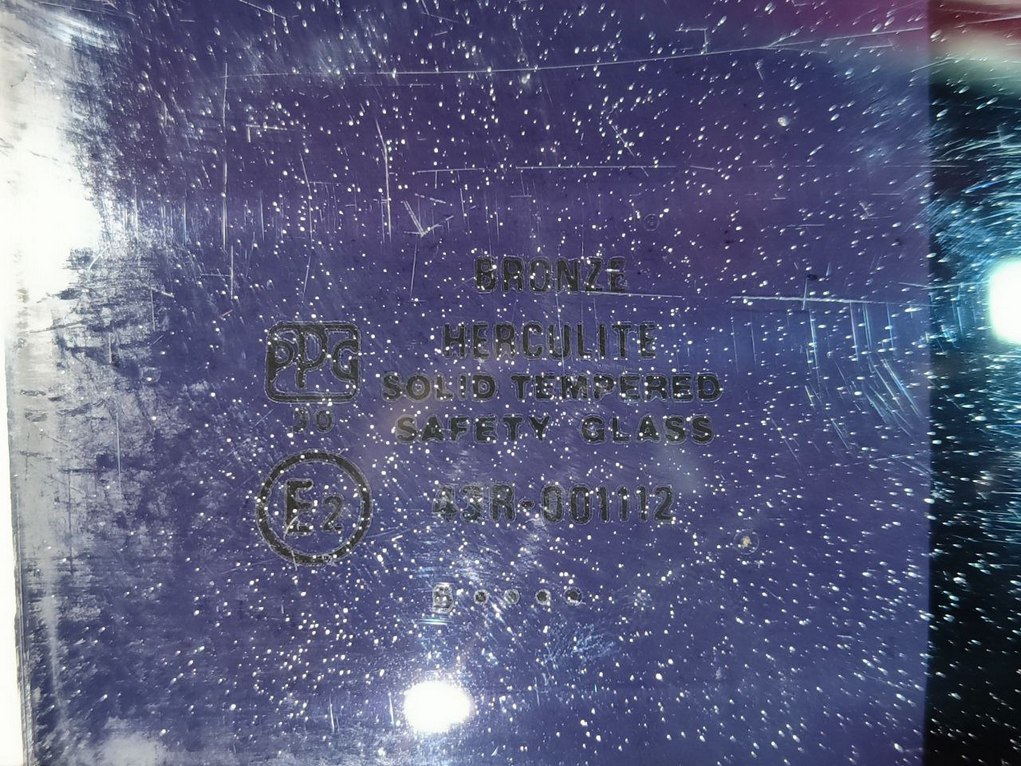 BRONZE
HERCULITE
PPG
SOLID TEMPERED
SAFETY GLASS
E2
43R-001112